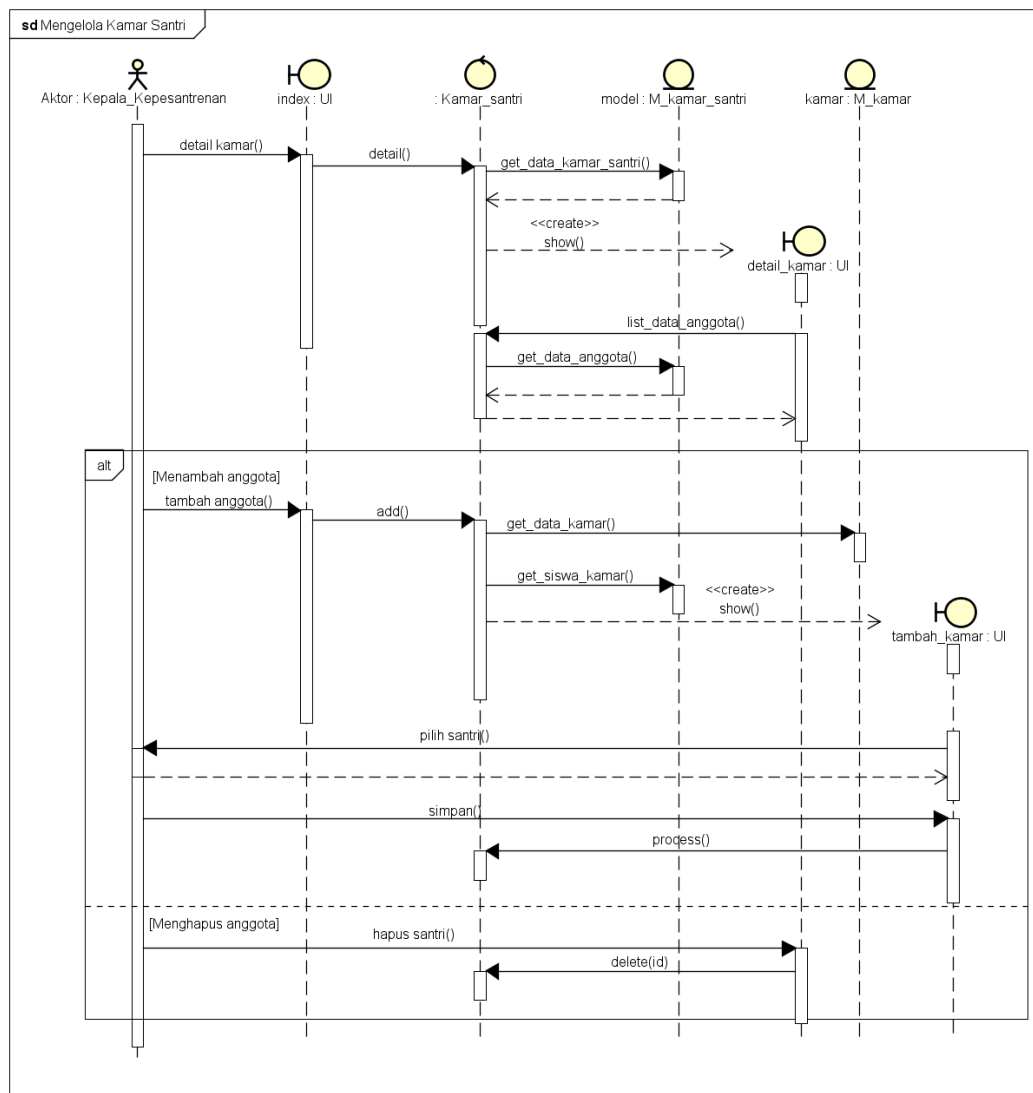 sd Mengelola Kamar Santri
Aktor : Kepala_Kepesantrenan
index : UI
: Kamar_santri
model : M_kamar_santri
kamar : M_kamar
detail kamar()
detail()
get_data_kamar_santri()
<<create>>
show()
detail_kamar : UI
list_data_anggota()
get_data_anggota()
alt
[Menambah anggota]
tambah anggota()
add()
get_data_kamar()
get_siswa_kamar()
<<create>>
show()
tambah_kamar : UI
pilih santri()
simpan()
process()
[Menghapus anggota]
hapus santri()
delete(id)